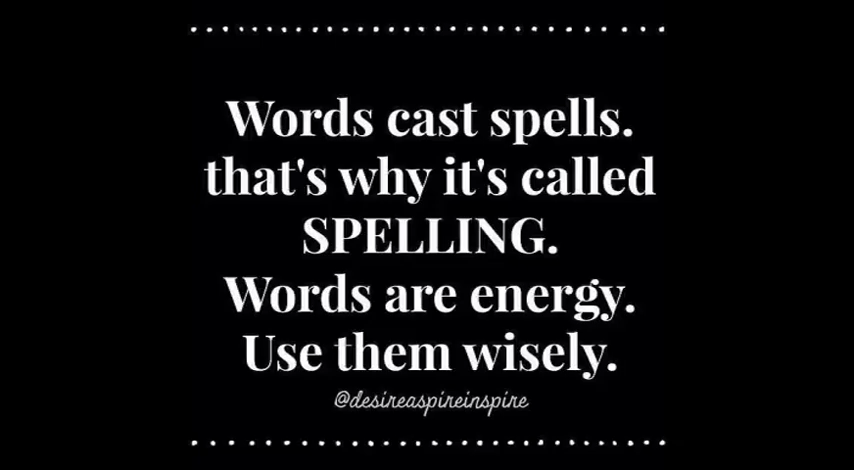 Words cast spells.
that's why it's called
SPELLING.
Words are energy.
Use them wisely.
@desireaspireinspire